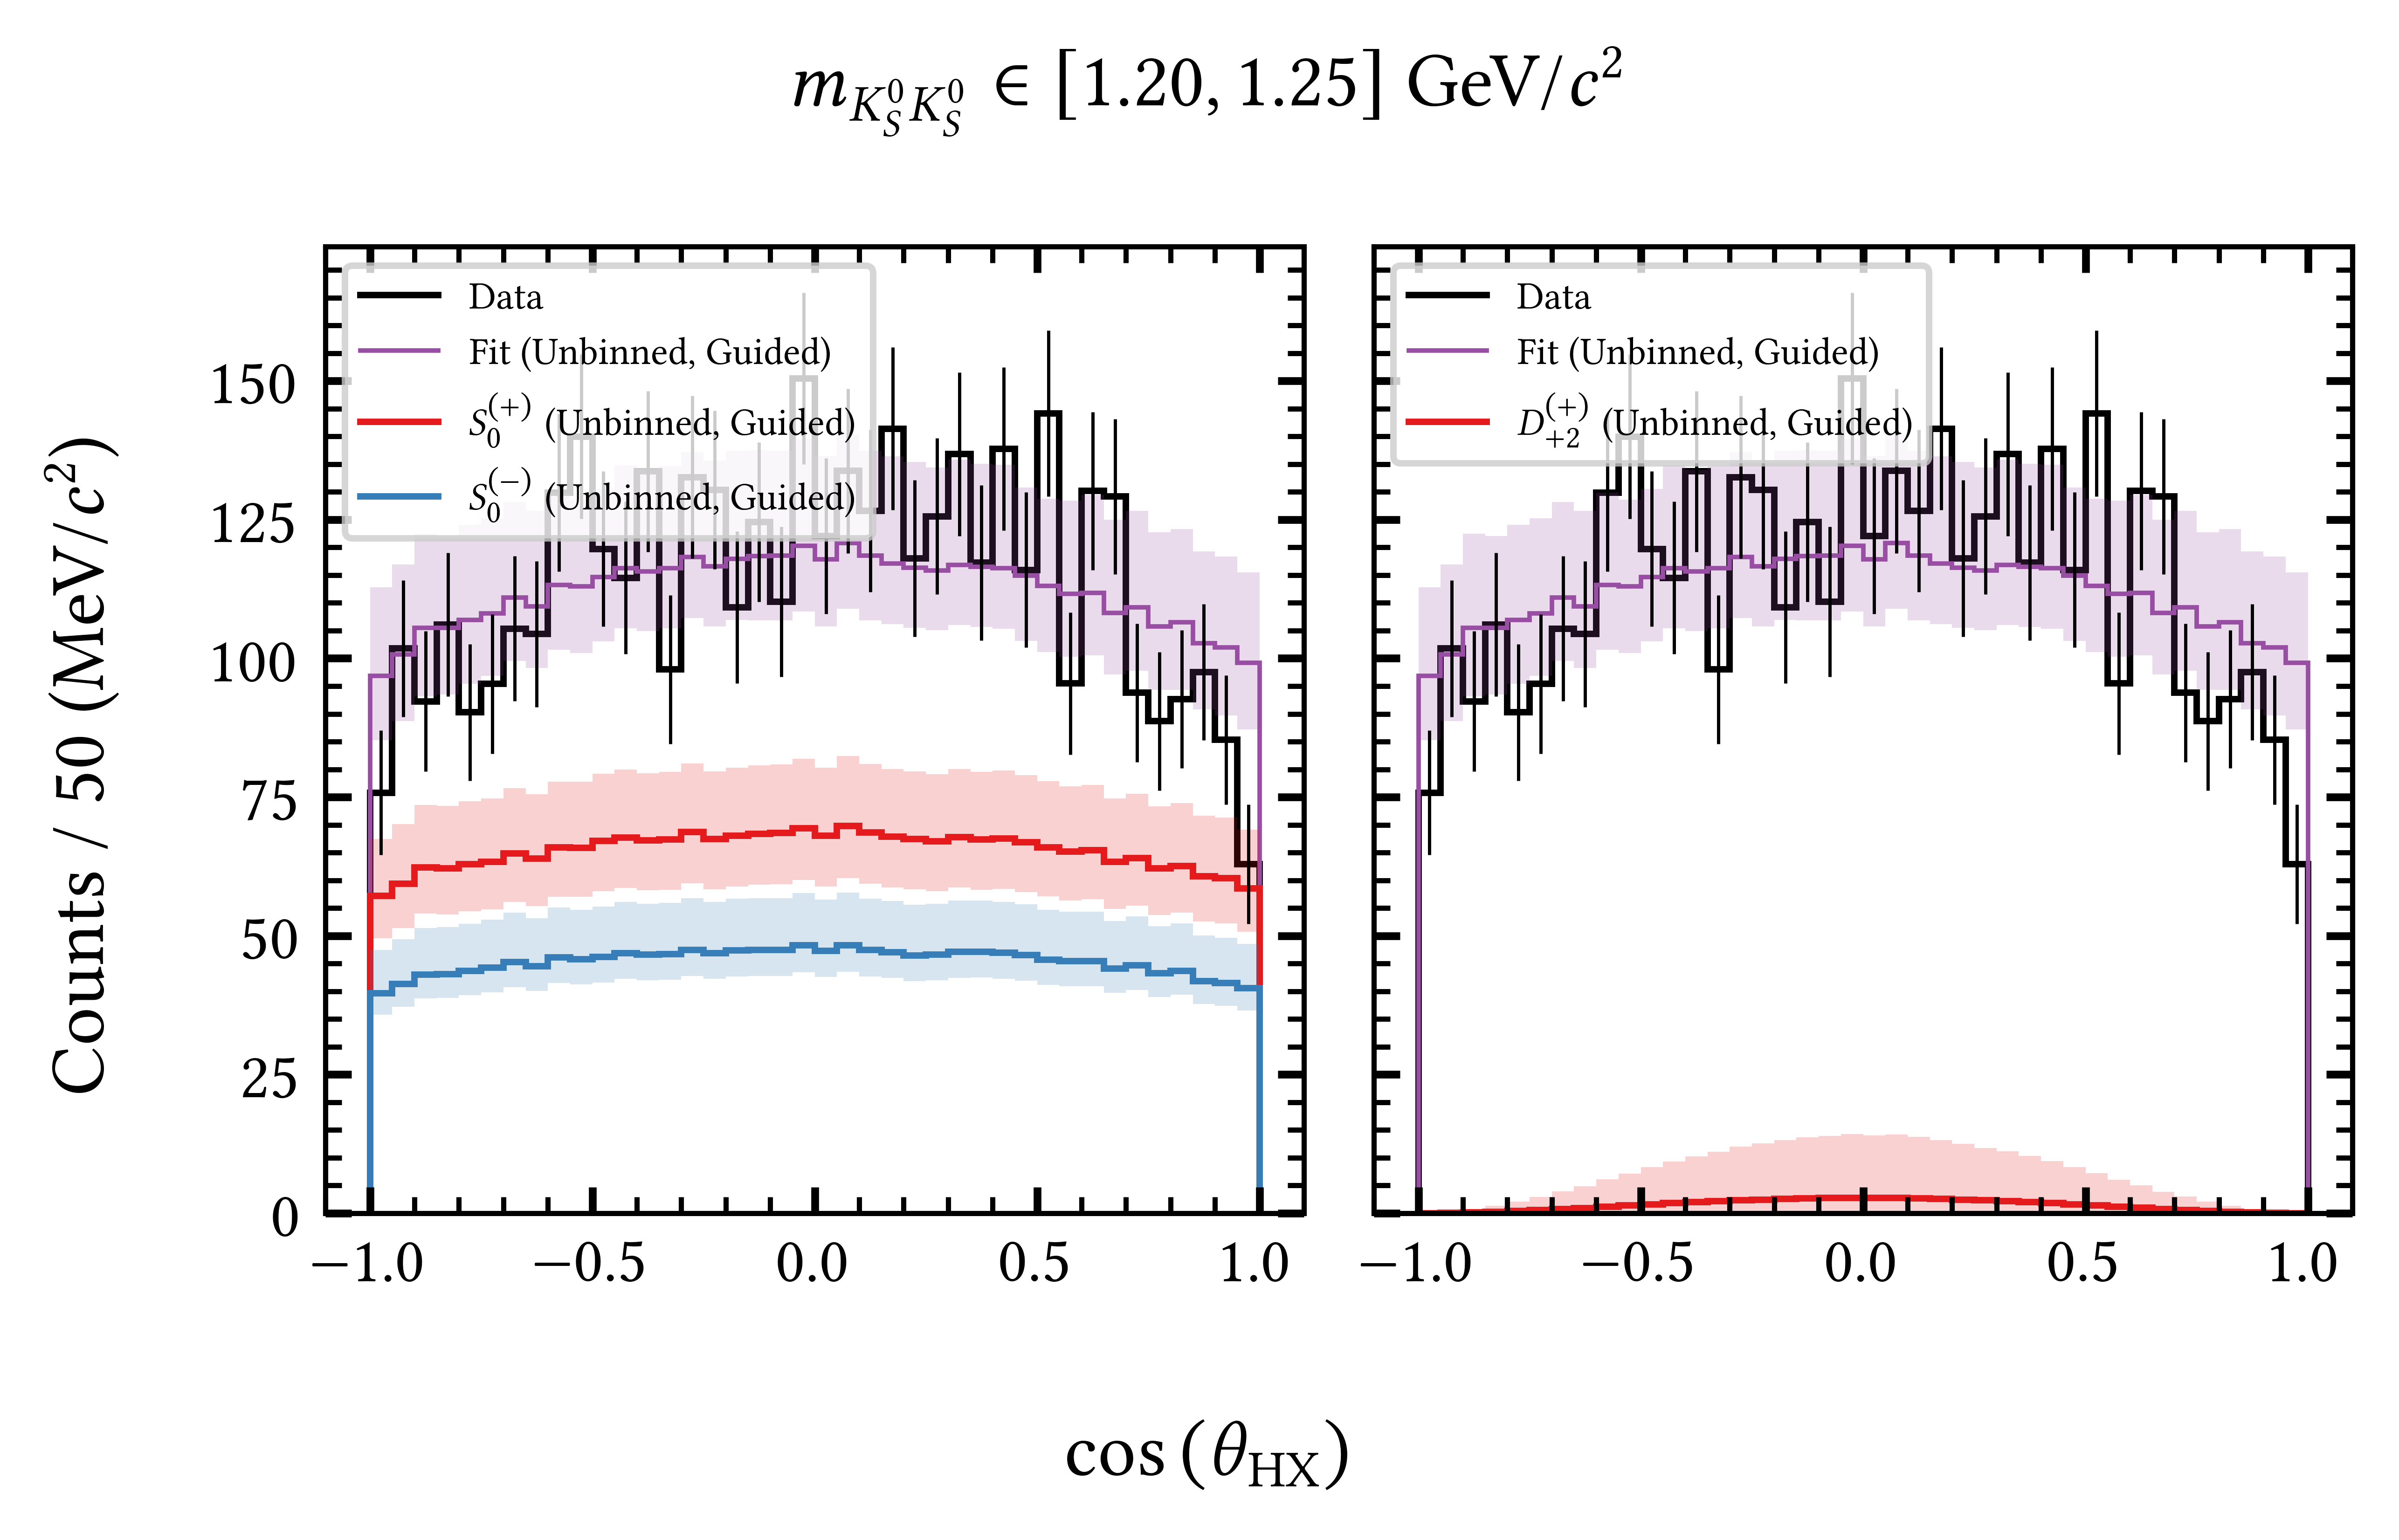 m_{K_S^0 K_S^0} ∈ [1.20, 1.25] GeV/c²
Counts / 50 (MeV/c²)
150
125
100
75
50
25
0
Data
Fit (Unbinned, Guided)
S_0^{(+)} (Unbinned, Guided)
S_0^{(−)} (Unbinned, Guided)
−1.0 −0.5 0.0 0.5 1.0
Data
Fit (Unbinned, Guided)
D_{+2}^{(+)} (Unbinned, Guided)
−1.0 −0.5 0.0 0.5 1.0
cos (θ_{HX})